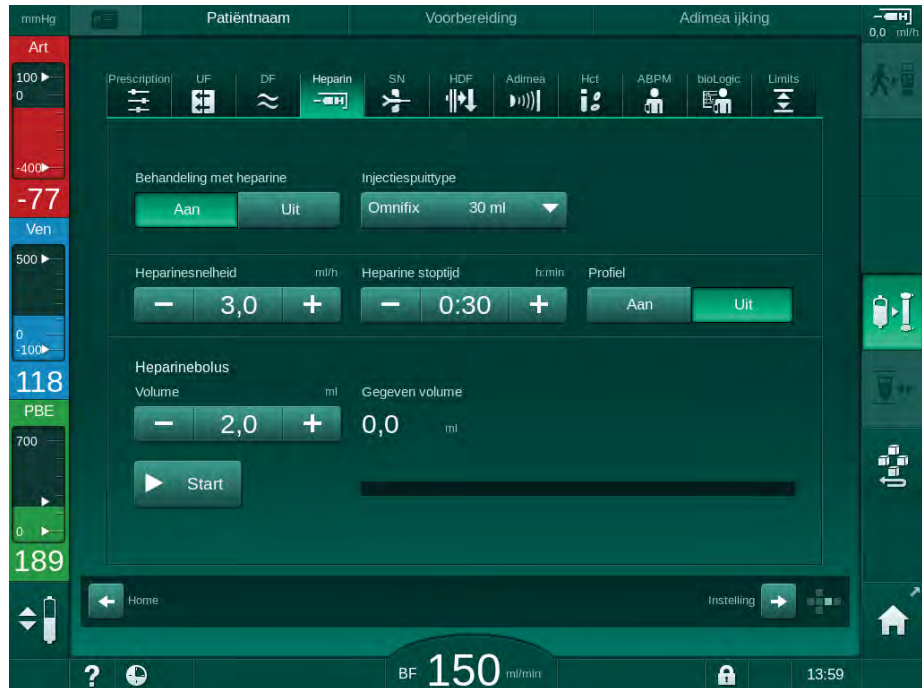 mmHg Patiëntnaam Voorbereiding Adimea ijking
0,0 ml/h
Art
100
0
-400
-77
Ven
500
0
-100
118
PBE
700
0
189
Prescription UF DF Heparin SN HDF Adimea Hct ABPM bioLogic Limits
Behandeling met heparine Injectiespuittype
Aan Uit Omnifix 30 ml
Heparinesnelheid ml/h Heparine stoptijd h:min Profiel
− 3,0 + − 0:30 + Aan Uit
Heparinebolus
Volume ml Gegeven volume
− 2,0 + 0,0 ml
Start
Home Instelling
? BF 150 ml/min 13:59